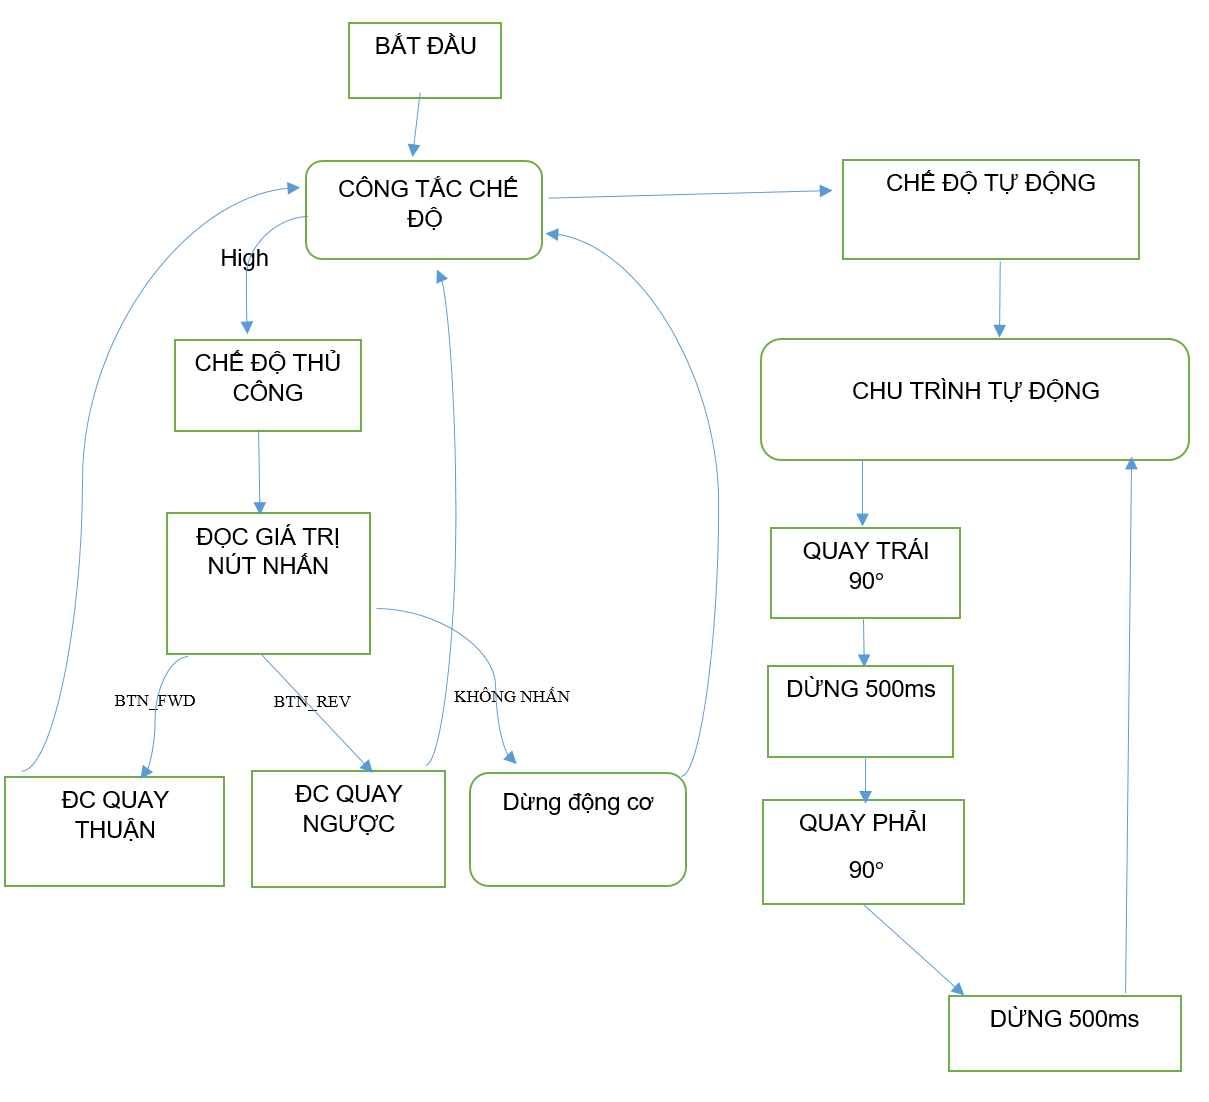 BẮT ĐẦU
CÔNG TẮC CHẾ
ĐỘ
CHẾ ĐỘ TỰ ĐỘNG
High
CHẾ ĐỘ THỦ
CÔNG
CHU TRÌNH TỰ ĐỘNG
ĐỌC GIÁ TRỊ
NÚT NHẤN
QUAY TRÁI
90°
BTN_FWD
BTN_REV
KHÔNG NHẤN
DỪNG 500ms
ĐC QUAY
THUẬN
ĐC QUAY
NGƯỢC
Dừng động cơ
QUAY PHẢI
90°
DỪNG 500ms